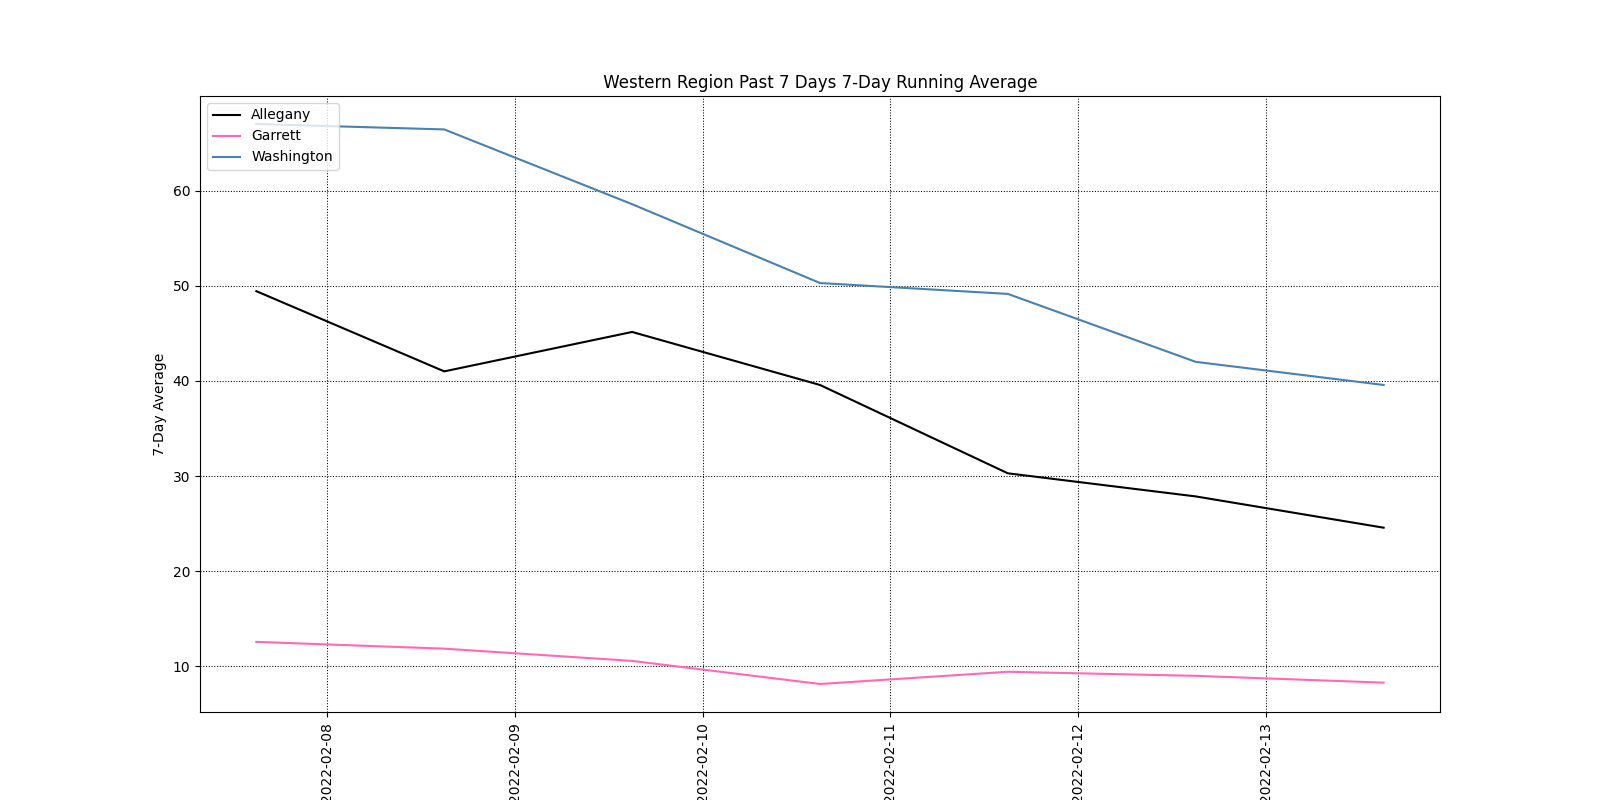 Western Region Past 7 Days 7-Day Running Average
Allegany
Garrett
Washington
7-Day Average
60
50
40
30
20
10
2022-02-08
2022-02-09
2022-02-10
2022-02-11
2022-02-12
2022-02-13